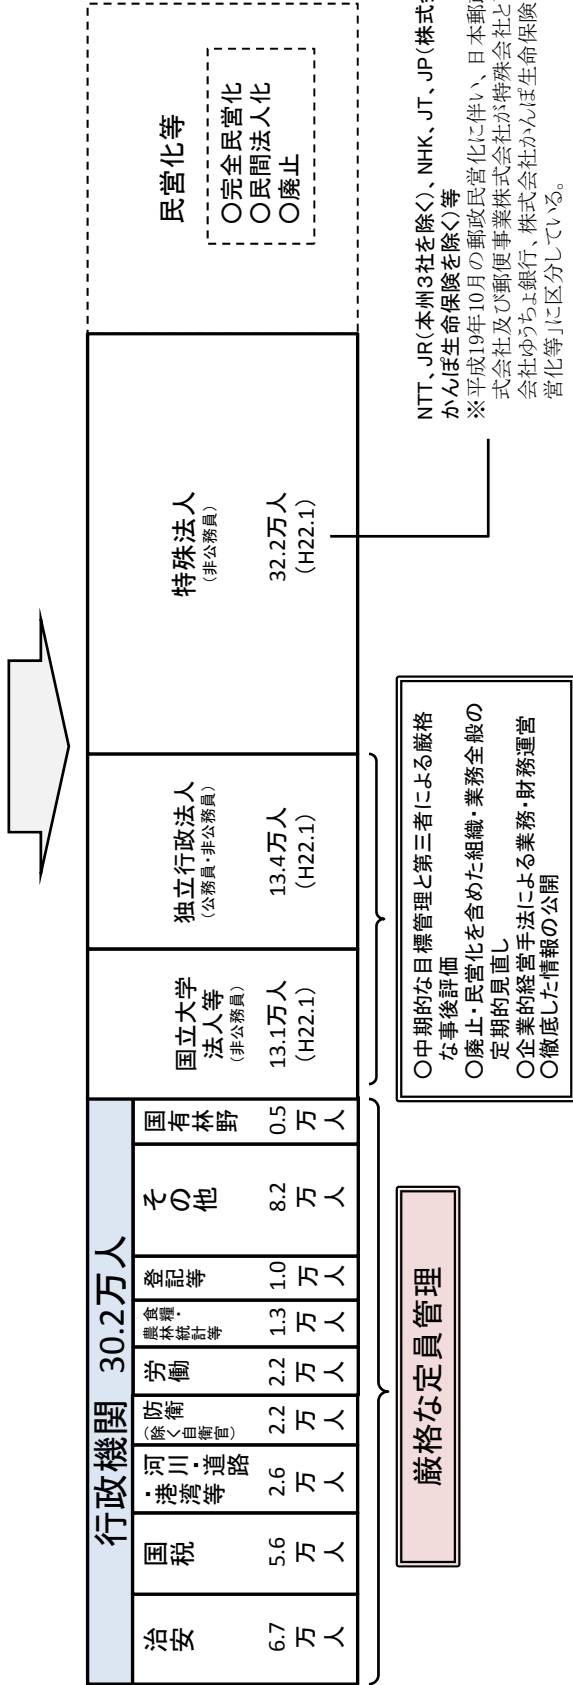 行政機関 30.2万人
治安
6.7万人
国税
5.6万人
河川・道路・港湾等
2.6万人
防衛
（除く自衛官）
2.2万人
労働
2.2万人
食糧・農林統計等
1.3万人
登記等
1.0万人
その他
8.2万人
国有林野
0.5万人
国立大学
法人等
（非公務員）
13.1万人
（H22.1）
独立行政法人
（公務員・非公務員）
13.4万人
（H22.1）
特殊法人
（非公務員）
32.2万人
（H22.1）
民営化等
○完全民営化
○民間法人化
○廃止
厳格な定員管理
○中期的な目標管理と第三者による厳格
な事後評価
○廃止・民営化を含めた組織・業務全般の
定期的見直し
○企業的経営手法による業務・財務運営
○徹底した情報の公開
NTT、JR（本州3社を除く）、NHK、JT、JP（株式
かんぽ生命保険を除く）等
※平成19年10月の郵政民営化に伴い、日本郵政
式会社及び郵便事業株式会社が特殊会社と
会社ゆうちょ銀行、株式会社かんぽ生命保険
営化等」に区分している。